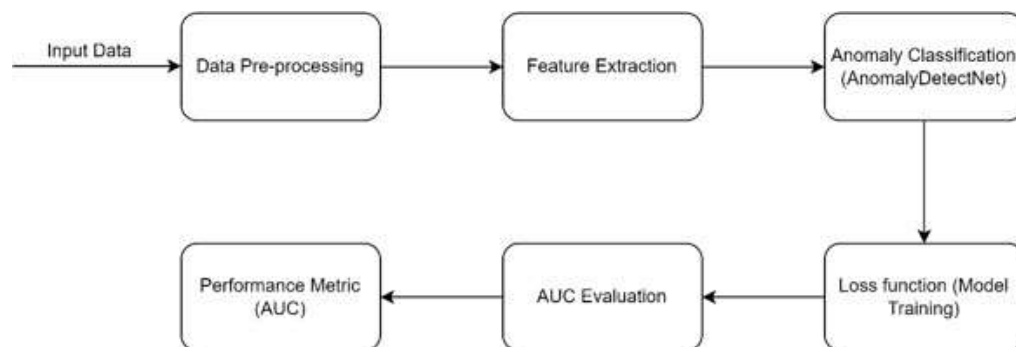 Input Data
Data Pre-processing
Feature Extraction
Anomaly Classification
(AnomalyDetectNet)
Loss function (Model
Training)
AUC Evaluation
Performance Metric
(AUC)